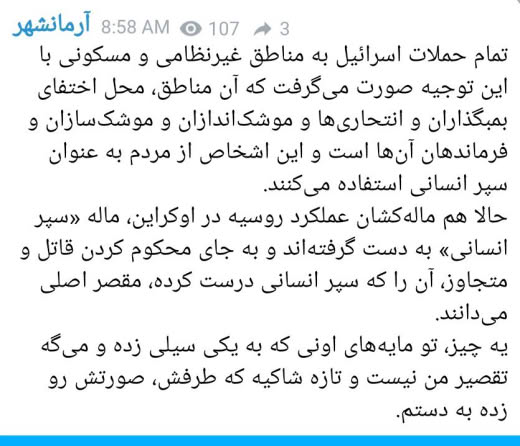 آرمانشهر 8:58 AM 107 3
تمام حملات اسرائیل به مناطق غیرنظامی و مسکونی با
این توجیه صورت می‌گرفت که آن مناطق، محل اختفای
بمبگذاران و انتحاری‌ها و موشک‌اندازان و موشک‌سازان و
فرماندهان آن‌ها است و این اشخاص از مردم به عنوان
سپر انسانی استفاده می‌کنند.
حالا هم ماله‌کشان عملکرد روسیه در اوکراین، ماله «سپر
انسانی» به دست گرفته‌اند و به جای محکوم کردن قاتل و
متجاوز، آن را که سپر انسانی درست کرده، مقصر اصلی
می‌دانند.
یه چیز، تو مایه‌های اونی که به یکی سیلی زده و می‌گه
تقصیر من نیست و تازه شاکیه که طرفش، صورتش رو
زده به دستم.